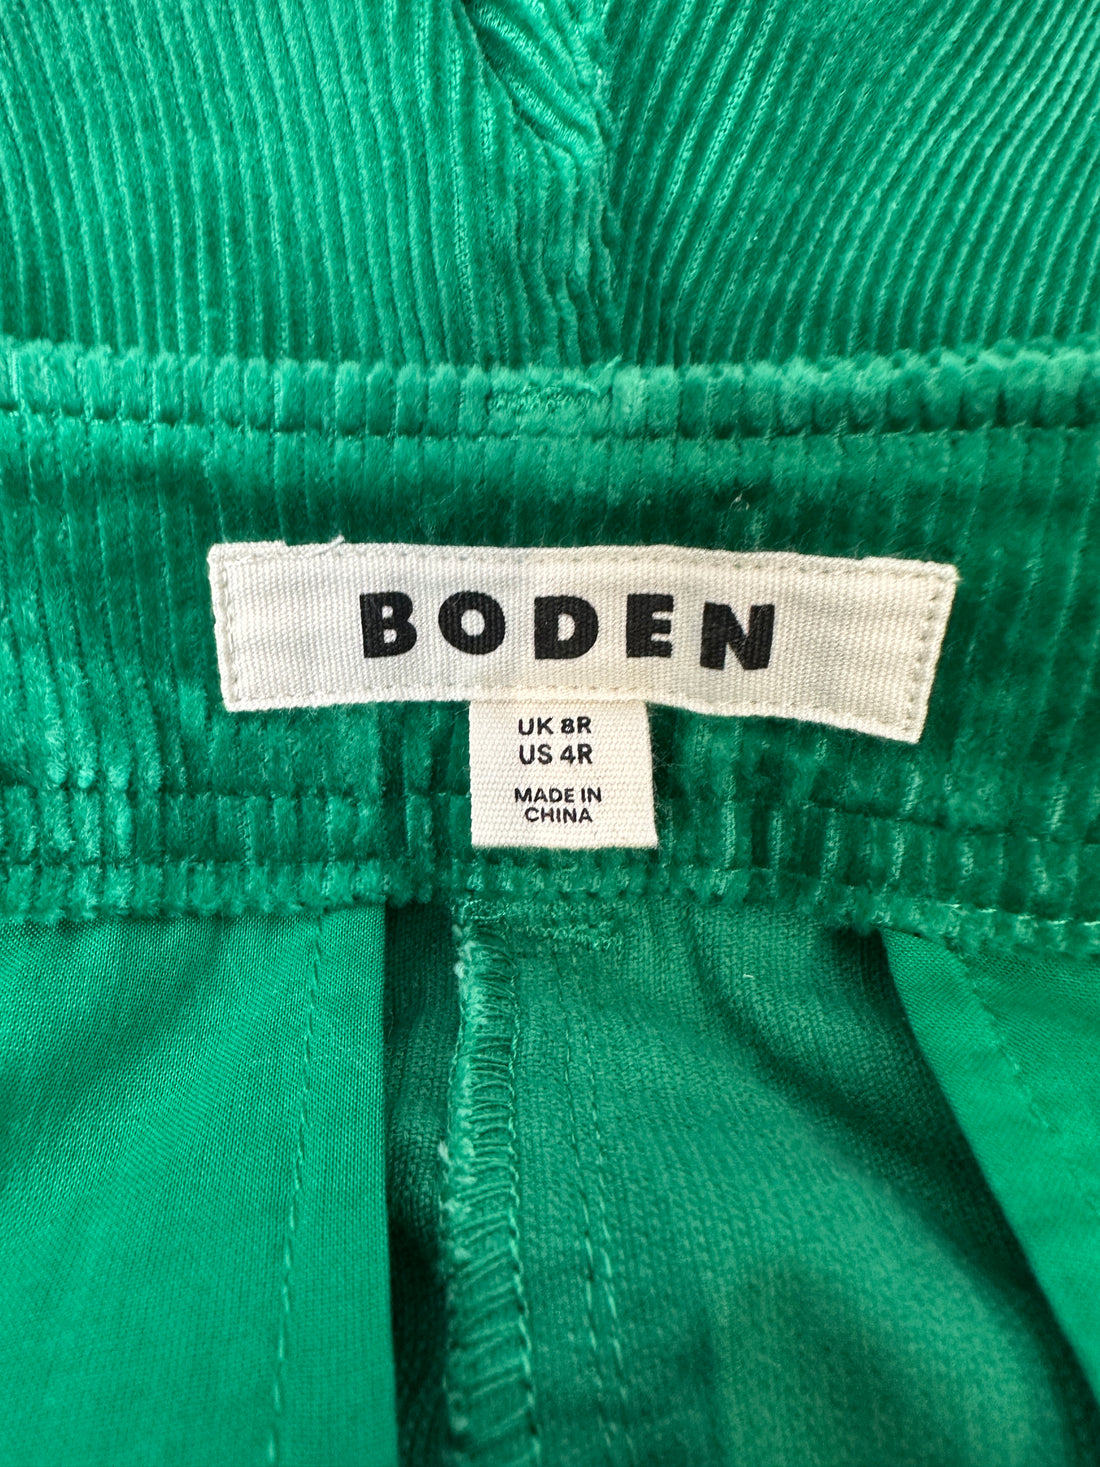 BODEN
UK 8R
US 4R
MADE IN
CHINA